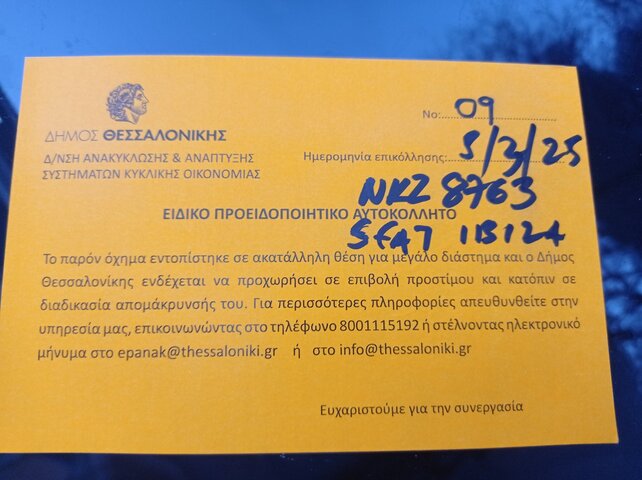 Νο: 09
ΔΗΜΟΣ ΘΕΣΣΑΛΟΝΙΚΗΣ
Δ/ΝΣΗ ΑΝΑΚΥΚΛΩΣΗΣ & ΑΝΑΠΤΥΞΗΣ
ΣΥΣΤΗΜΑΤΩΝ ΚΥΚΛΙΚΗΣ ΟΙΚΟΝΟΜΙΑΣ
Ημερομηνία επικόλλησης: 5/3/25
NKZ 8763
ΕΙΔΙΚΟ ΠΡΟΕΙΔΟΠΟΙΗΤΙΚΟ ΑΥΤΟΚΟΛΛΗΤΟ
SEAT IBIZA
Το παρόν όχημα εντοπίστηκε σε ακατάλληλη θέση για μεγάλο διάστημα και ο Δήμος
Θεσσαλονίκης ενδέχεται να προχωρήσει σε επιβολή προστίμου και κατόπιν σε
διαδικασία απομάκρυνσής του. Για περισσότερες πληροφορίες απευθυνθείτε στην
υπηρεσία μας, επικοινωνώντας στο τηλέφωνο 8001115192 ή στέλνοντας ηλεκτρονικό
μήνυμα στο epanak@thessaloniki.gr ή στο info@thessaloniki.gr
Ευχαριστούμε για την συνεργασία